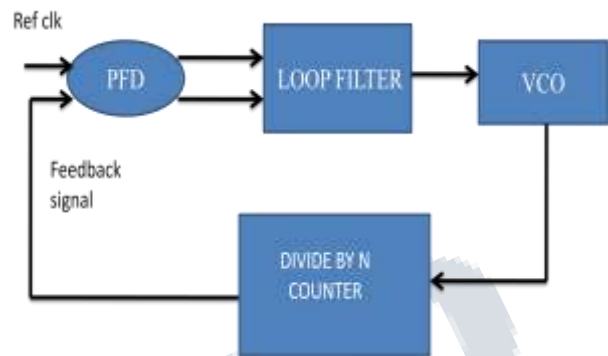 Ref clk
PFD
LOOP FILTER
VCO
Feedback
signal
DIVIDE BY N
COUNTER